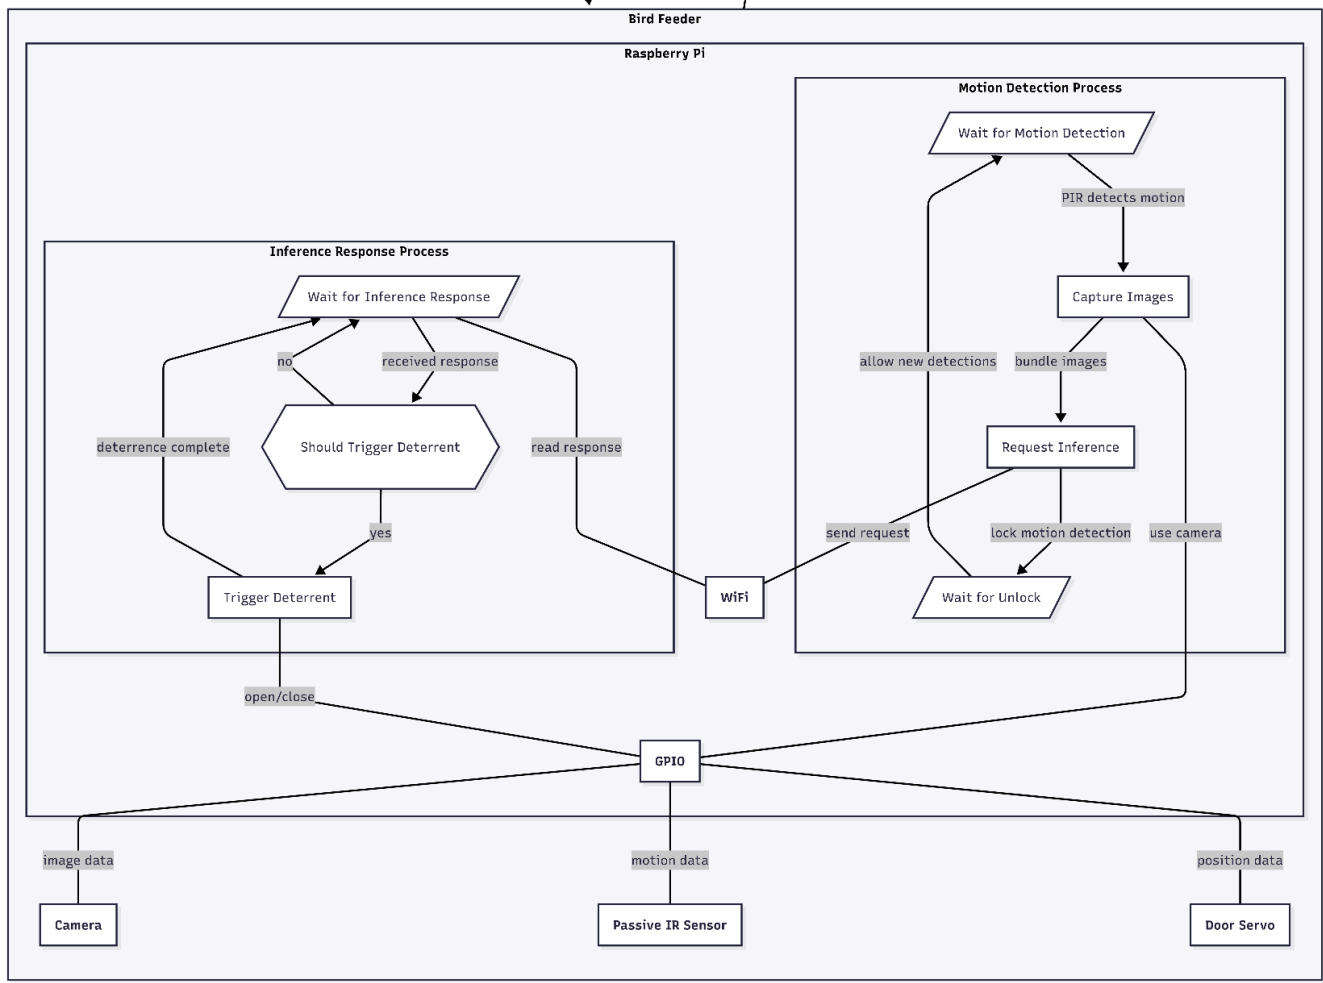 Bird Feeder
Raspberry Pi
Motion Detection Process
Wait for Motion Detection
PIR detects motion
Inference Response Process
Wait for Inference Response
Capture Images
no
received response
allow new detections
bundle images
deterrence complete
Should Trigger Deterrent
read response
Request Inference
yes
send request
lock motion detection
use camera
Trigger Deterrent
WiFi
Wait for Unlock
open/close
GPIO
image data
motion data
position data
Camera
Passive IR Sensor
Door Servo